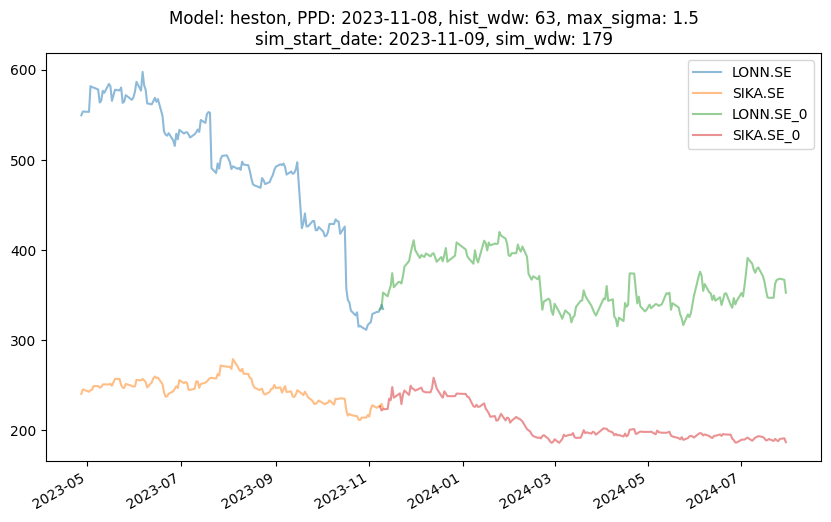 Model: heston, PPD: 2023-11-08, hist_wdw: 63, max_sigma: 1.5
sim_start_date: 2023-11-09, sim_wdw: 179
LONN.SE
SIKA.SE
LONN.SE_0
SIKA.SE_0
600
500
400
300
200
2023-05
2023-07
2023-09
2023-11
2024-01
2024-03
2024-05
2024-07